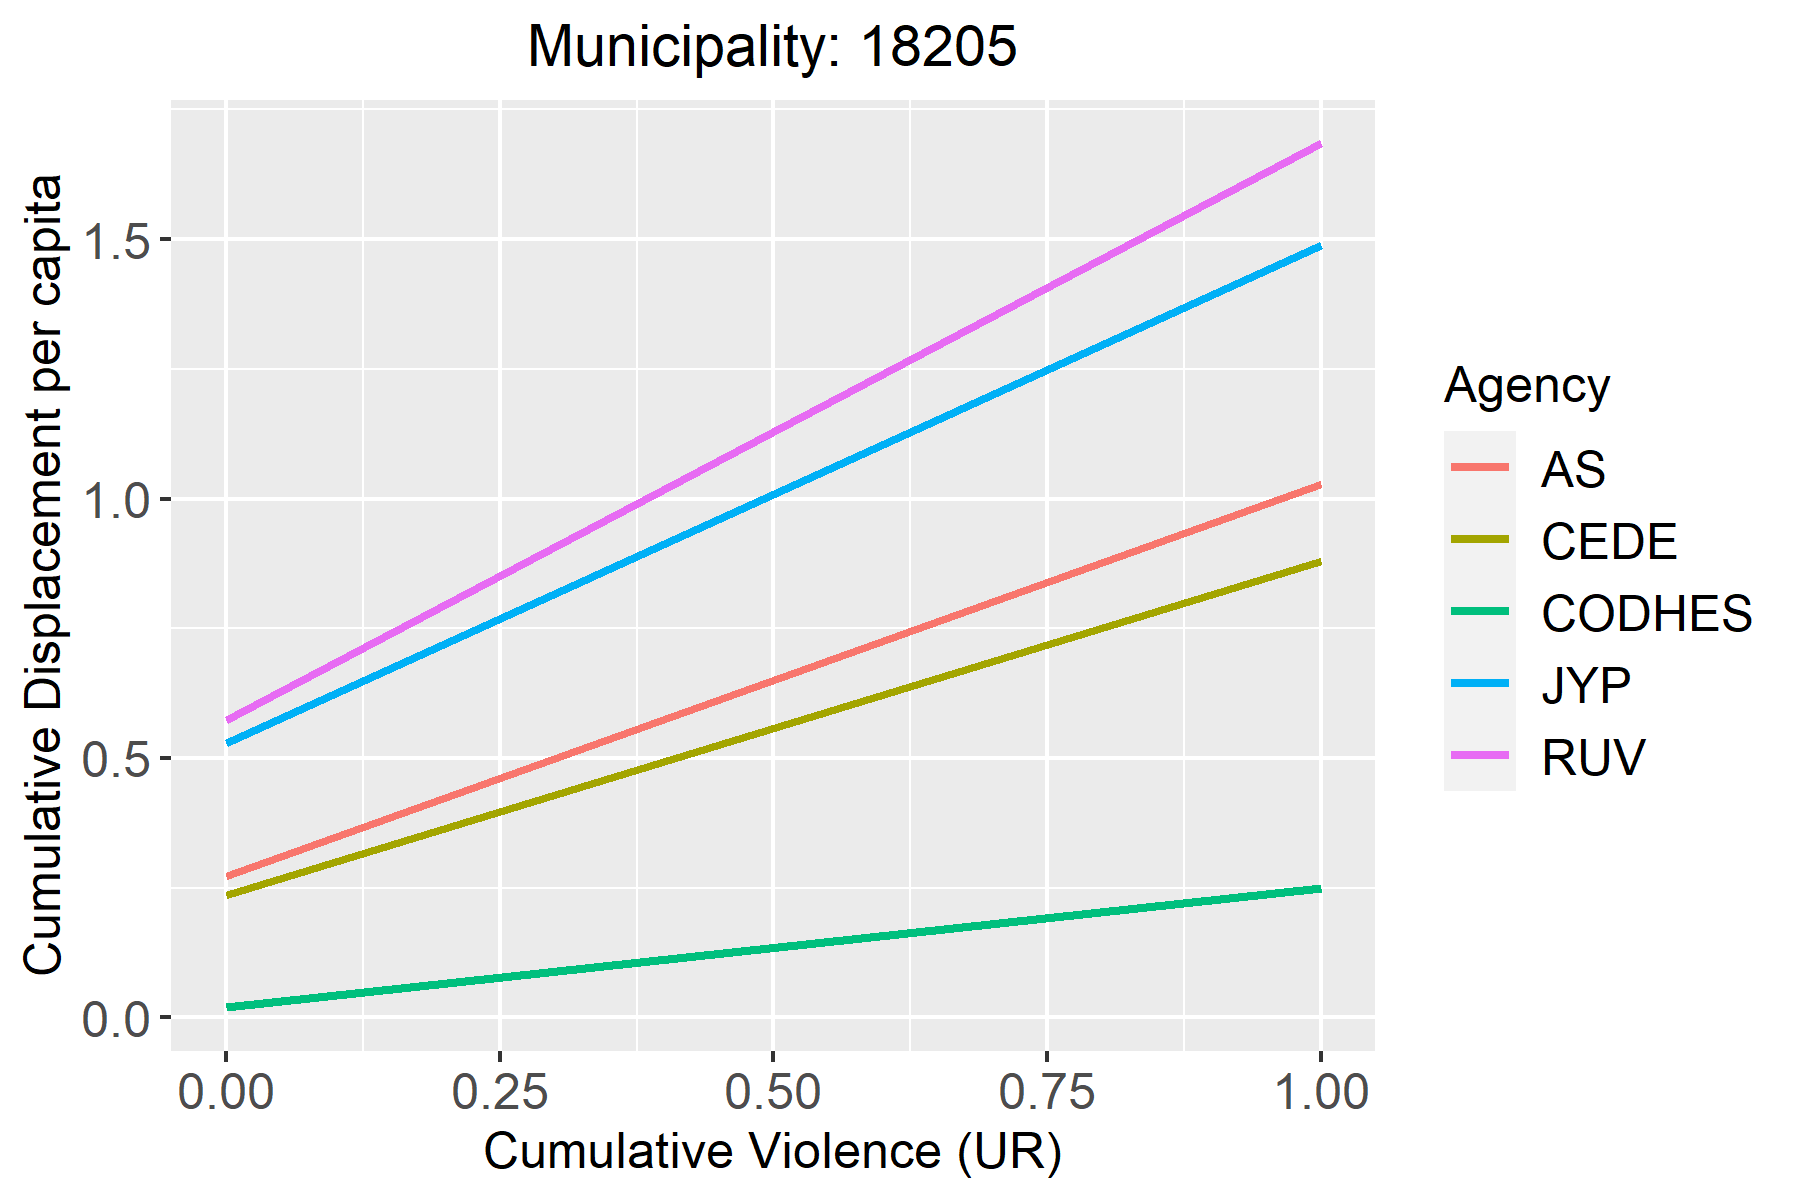 Municipality: 18205
Cumulative Displacement per capita
1.5
1.0
0.5
0.0
0.00 0.25 0.50 0.75 1.00
Cumulative Violence (UR)
Agency
AS
CEDE
CODHES
JYP
RUV